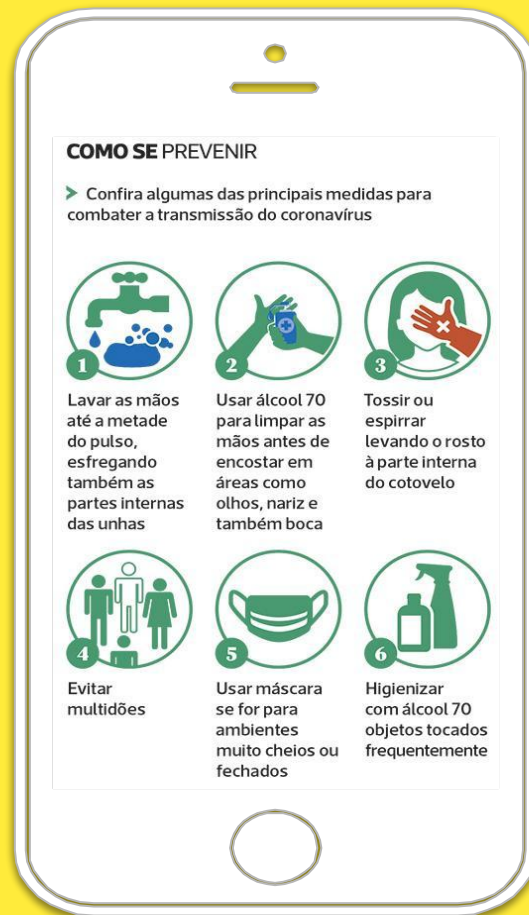 COMO SE PREVENIR
> Confira algumas das principais medidas para
combater a transmissão do coronavírus
1
Lavar as mãos
até a metade
do pulso,
esfregando
também as
partes internas
das unhas
2
Usar álcool 70
para limpar as
mãos antes de
encostar em
áreas como
olhos, nariz e
também boca
3
Tossir ou
espirrar
levando o rosto
à parte interna
do cotovelo
4
Evitar
multidões
5
Usar máscara
se for para
ambientes
muito cheios ou
fechados
6
Higienizar
com álcool 70
objetos tocados
frequentemente